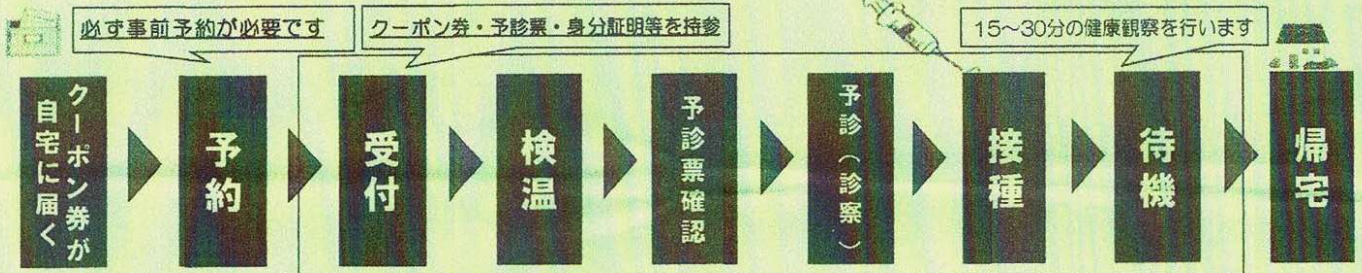 必ず事前予約が必要です
クーポン券・予診票・身分証明等を持参
15～30分の健康観察を行います
クーポン券が
自宅に届く
予約
受付
検温
予診票確認
予診（診察）
接種
待機
帰宅